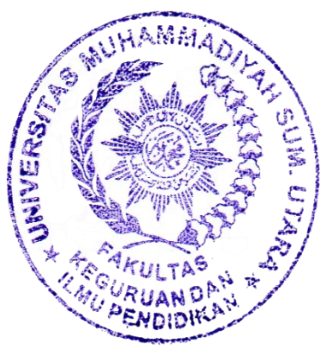 UNIVERSITAS MUHAMMADIYAH SUM. UTARA
FAKULTAS
KEGURUAN DAN
ILMU PENDIDIKAN